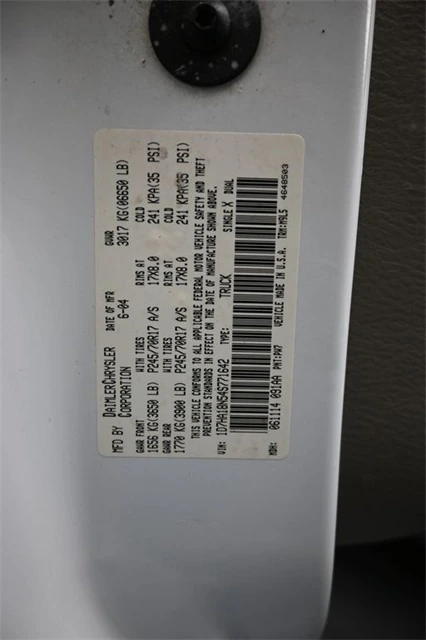 MFD BY DAIMLERCHRYSLER CORPORATION DATE OF MFR 6-04 GVWR 3017 KG(06650 LB)
GAWR FRONT WITH TIRES RIMS AT COLD
1656 KG(3650 LB) P245/70R17 A/S 17X8.0 241 KPA(35 PSI)
GAWR REAR WITH TIRES RIMS AT COLD
1770 KG(3900 LB) P245/70R17 A/S 17X8.0 241 KPA(35 PSI)
THIS VEHICLE CONFORMS TO ALL APPLICABLE FEDERAL MOTOR VEHICLE SAFETY AND THEFT
PREVENTION STANDARDS IN EFFECT ON THE DATE OF MANUFACTURE SHOWN ABOVE.
VIN: 1D7HA18N54S771642 TYPE: TRUCK SINGLE X DUAL
MDH: 061114 091AA PNT:PW7 VEHICLE MADE IN U.S.A. TRM:M9L5 4648503